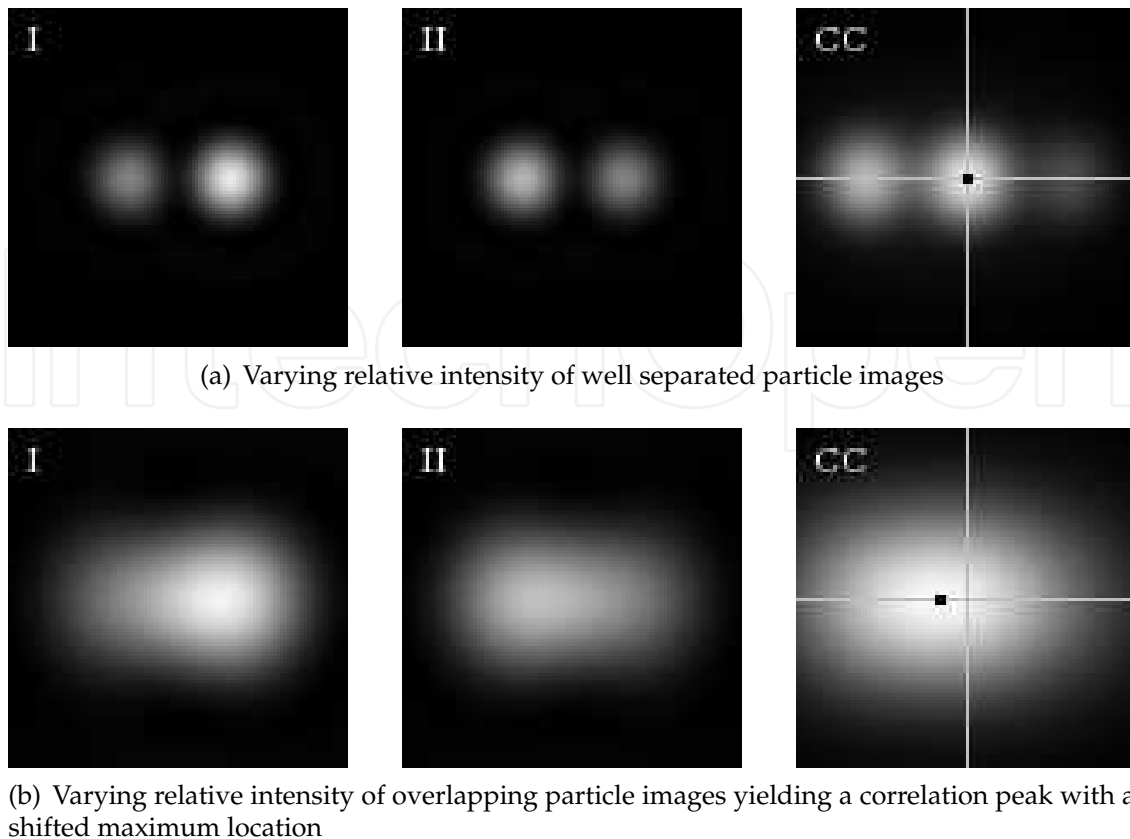 I II CC
(a) Varying relative intensity of well separated particle images
IntechOpen
I II CC
(b) Varying relative intensity of overlapping particle images yielding a correlation peak with a
shifted maximum location